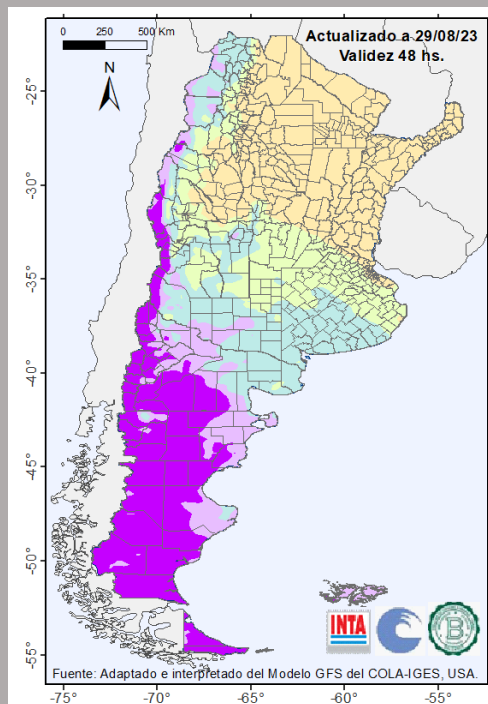 0 250 500 Km
Actualizado a 29/08/23
Validez 48 hs.
N
-25°
-30°
-35°
-40°
-45°
-50°
-55°
INTA
B
Fuente: Adaptado e interpretado del Modelo GFS del COLA-IGES, USA.
-75° -70° -65° -60° -55°